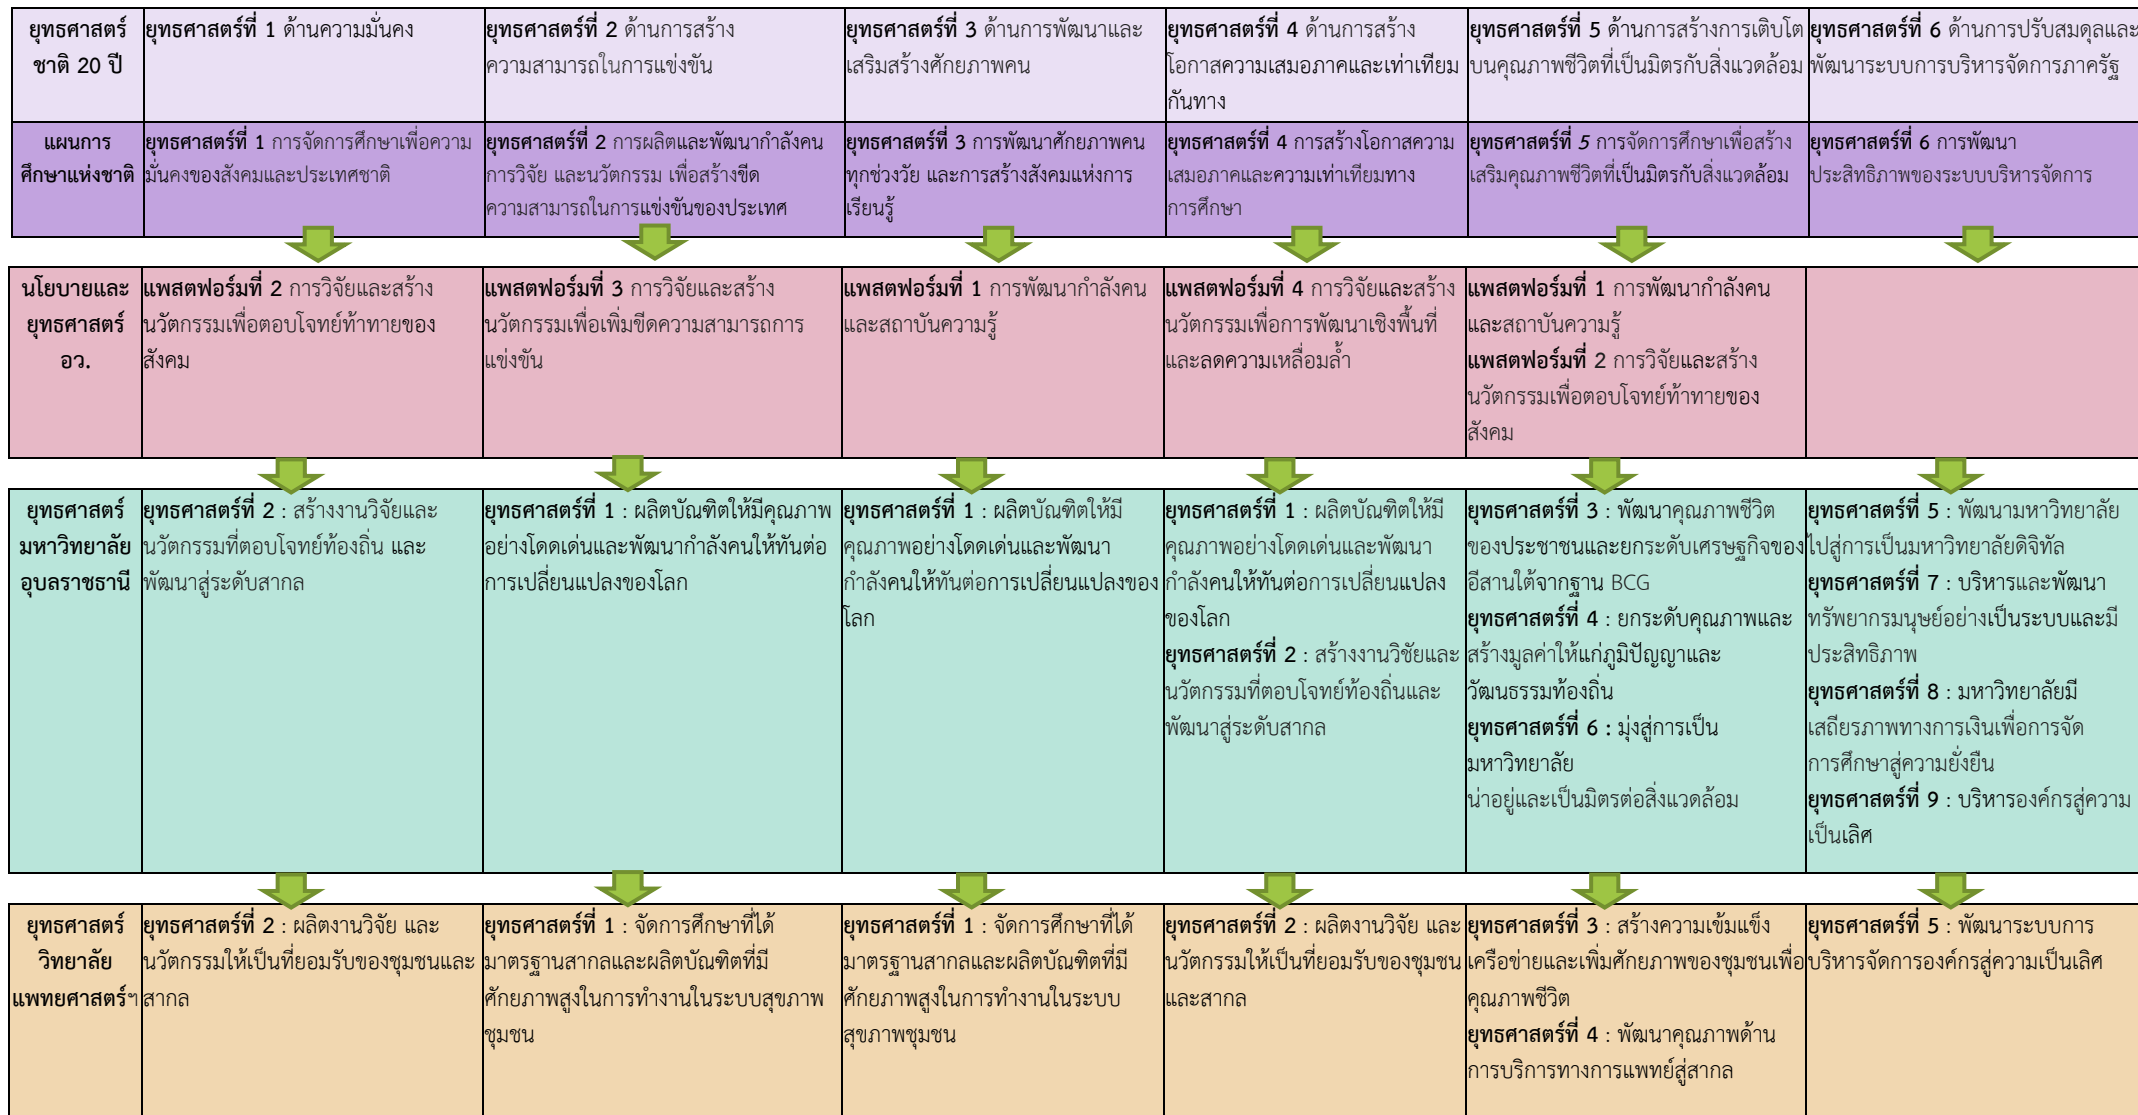 ยุทธศาสตร์
ชาติ 20 ปี
ยุทธศาสตร์ที่ 1 ด้านความมั่นคง
ยุทธศาสตร์ที่ 2 ด้านการสร้าง
ความสามารถในการแข่งขัน
ยุทธศาสตร์ที่ 3 ด้านการพัฒนาและ
เสริมสร้างศักยภาพคน
ยุทธศาสตร์ที่ 4 ด้านการสร้าง
โอกาสความเสมอภาคและเท่าเทียม
กันทาง
ยุทธศาสตร์ที่ 5 ด้านการสร้างการเติบโต
บนคุณภาพชีวิตที่เป็นมิตรกับสิ่งแวดล้อม
ยุทธศาสตร์ที่ 6 ด้านการปรับสมดุลและ
พัฒนาระบบการบริหารจัดการภาครัฐ
แผนการ
ศึกษาแห่งชาติ
ยุทธศาสตร์ที่ 1 การจัดการศึกษาเพื่อความ
มั่นคงของสังคมและประเทศชาติ
ยุทธศาสตร์ที่ 2 การผลิตและพัฒนากำลังคน
การวิจัย และนวัตกรรม เพื่อสร้างขีด
ความสามารถในการแข่งขันของประเทศ
ยุทธศาสตร์ที่ 3 การพัฒนาศักยภาพคน
ทุกช่วงวัย และการสร้างสังคมแห่งการ
เรียนรู้
ยุทธศาสตร์ที่ 4 การสร้างโอกาสความ
เสมอภาคและความเท่าเทียมทาง
การศึกษา
ยุทธศาสตร์ที่ 5 การจัดการศึกษาเพื่อสร้าง
เสริมคุณภาพชีวิตที่เป็นมิตรกับสิ่งแวดล้อม
ยุทธศาสตร์ที่ 6 การพัฒนา
ประสิทธิภาพของระบบบริหารจัดการ
นโยบายและ
ยุทธศาสตร์
อว.
แพสตฟอร์มที่ 2 การวิจัยและสร้าง
นวัตกรรมเพื่อตอบโจทย์ท้าทายของ
สังคม
แพสตฟอร์มที่ 3 การวิจัยและสร้าง
นวัตกรรมเพื่อเพิ่มขีดความสามารถการ
แข่งขัน
แพสตฟอร์มที่ 1 การพัฒนากำลังคน
และสถาบันความรู้
แพสตฟอร์มที่ 4 การวิจัยและสร้าง
นวัตกรรมเพื่อการพัฒนาเชิงพื้นที่
และลดความเหลื่อมล้ำ
แพสตฟอร์มที่ 1 การพัฒนากำลังคน
และสถาบันความรู้
แพสตฟอร์มที่ 2 การวิจัยและสร้าง
นวัตกรรมเพื่อตอบโจทย์ท้าทายของ
สังคม
ยุทธศาสตร์
มหาวิทยาลัย
อุบลราชธานี
ยุทธศาสตร์ที่ 2 : สร้างงานวิจัยและ
นวัตกรรมที่ตอบโจทย์ท้องถิ่น และ
พัฒนาสู่ระดับสากล
ยุทธศาสตร์ที่ 1 : ผลิตบัณฑิตให้มีคุณภาพ
อย่างโดดเด่นและพัฒนากำลังคนให้ทันต่อ
การเปลี่ยนแปลงของโลก
ยุทธศาสตร์ที่ 1 : ผลิตบัณฑิตให้มี
คุณภาพอย่างโดดเด่นและพัฒนา
กำลังคนให้ทันต่อการเปลี่ยนแปลงของ
โลก
ยุทธศาสตร์ที่ 1 : ผลิตบัณฑิตให้มี
คุณภาพอย่างโดดเด่นและพัฒนา
กำลังคนให้ทันต่อการเปลี่ยนแปลง
ของโลก
ยุทธศาสตร์ที่ 2 : สร้างงานวิชัยและ
นวัตกรรมที่ตอบโจทย์ท้องถิ่นและ
พัฒนาสู่ระดับสากล
ยุทธศาสตร์ที่ 3 : พัฒนาคุณภาพชีวิต
ของประชาชนและยกระดับเศรษฐกิจของ
อีสานใต้จากฐาน BCG
ยุทธศาสตร์ที่ 4 : ยกระดับคุณภาพและ
สร้างมูลค่าให้แก่ภูมิปัญญาและ
วัฒนธรรมท้องถิ่น
ยุทธศาสตร์ที่ 6 : มุ่งสู่การเป็น
มหาวิทยาลัย
น่าอยู่และเป็นมิตรต่อสิ่งแวดล้อม
ยุทธศาสตร์ที่ 5 : พัฒนามหาวิทยาลัย
ไปสู่การเป็นมหาวิทยาลัยดิจิทัล
ยุทธศาสตร์ที่ 7 : บริหารและพัฒนา
ทรัพยากรมนุษย์อย่างเป็นระบบและมี
ประสิทธิภาพ
ยุทธศาสตร์ที่ 8 : มหาวิทยาลัยมี
เสถียรภาพทางการเงินเพื่อการจัด
การศึกษาสู่ความยั่งยืน
ยุทธศาสตร์ที่ 9 : บริหารองค์กรสู่ความ
เป็นเลิศ
ยุทธศาสตร์
วิทยาลัย
แพทยศาสตร์ฯ
ยุทธศาสตร์ที่ 2 : ผลิตงานวิจัย และ
นวัตกรรมให้เป็นที่ยอมรับของชุมชนและ
สากล
ยุทธศาสตร์ที่ 1 : จัดการศึกษาที่ได้
มาตรฐานสากลและผลิตบัณฑิตที่มี
ศักยภาพสูงในการทำงานในระบบสุขภาพ
ชุมชน
ยุทธศาสตร์ที่ 1 : จัดการศึกษาที่ได้
มาตรฐานสากลและผลิตบัณฑิตที่มี
ศักยภาพสูงในการทำงานในระบบ
สุขภาพชุมชน
ยุทธศาสตร์ที่ 2 : ผลิตงานวิจัย และ
นวัตกรรมให้เป็นที่ยอมรับของชุมชน
และสากล
ยุทธศาสตร์ที่ 3 : สร้างความเข้มแข็ง
เครือข่ายและเพิ่มศักยภาพของชุมชนเพื่อ
คุณภาพชีวิต
ยุทธศาสตร์ที่ 4 : พัฒนาคุณภาพด้าน
การบริการทางการแพทย์สู่สากล
ยุทธศาสตร์ที่ 5 : พัฒนาระบบการ
บริหารจัดการองค์กรสู่ความเป็นเลิศ